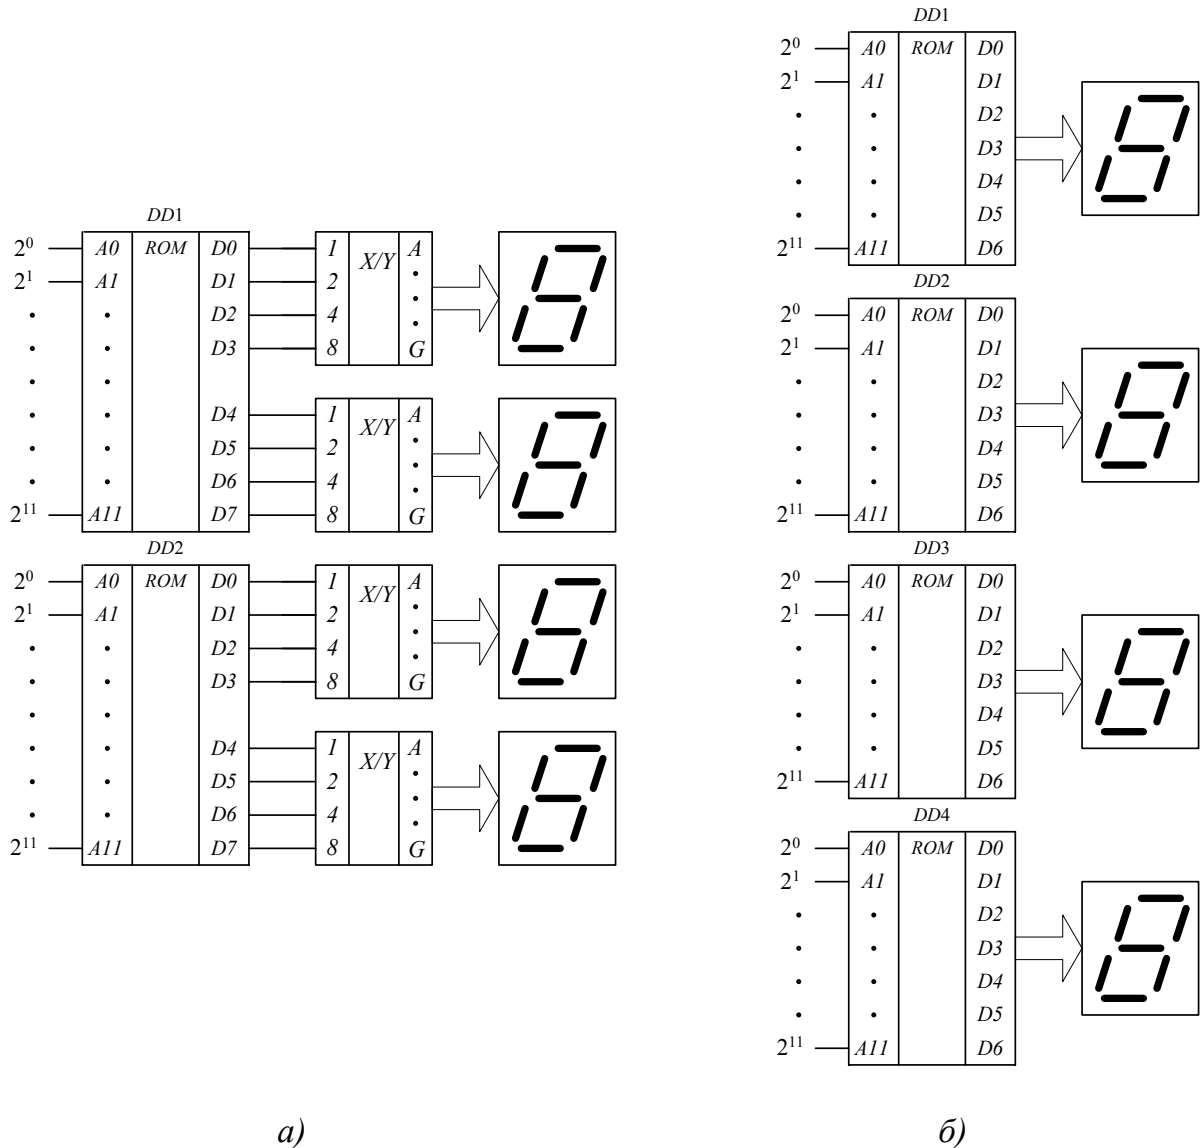 DD1
2⁰ A0 ROM D0 1 X/Y A
2¹ A1 D1 2
D2 4
D3 8 G
D4 1 X/Y A
D5 2
D6 4
2¹¹ A11 D7 8 G
DD2
2⁰ A0 ROM D0 1 X/Y A
2¹ A1 D1 2
D2 4
D3 8 G
D4 1 X/Y A
D5 2
D6 4
2¹¹ A11 D7 8 G
а)
DD1
2⁰ A0 ROM D0
2¹ A1 D1
D2
D3
D4
D5
2¹¹ A11 D6
DD2
2⁰ A0 ROM D0
2¹ A1 D1
D2
D3
D4
D5
2¹¹ A11 D6
DD3
2⁰ A0 ROM D0
2¹ A1 D1
D2
D3
D4
D5
2¹¹ A11 D6
DD4
2⁰ A0 ROM D0
2¹ A1 D1
D2
D3
D4
D5
2¹¹ A11 D6
б)